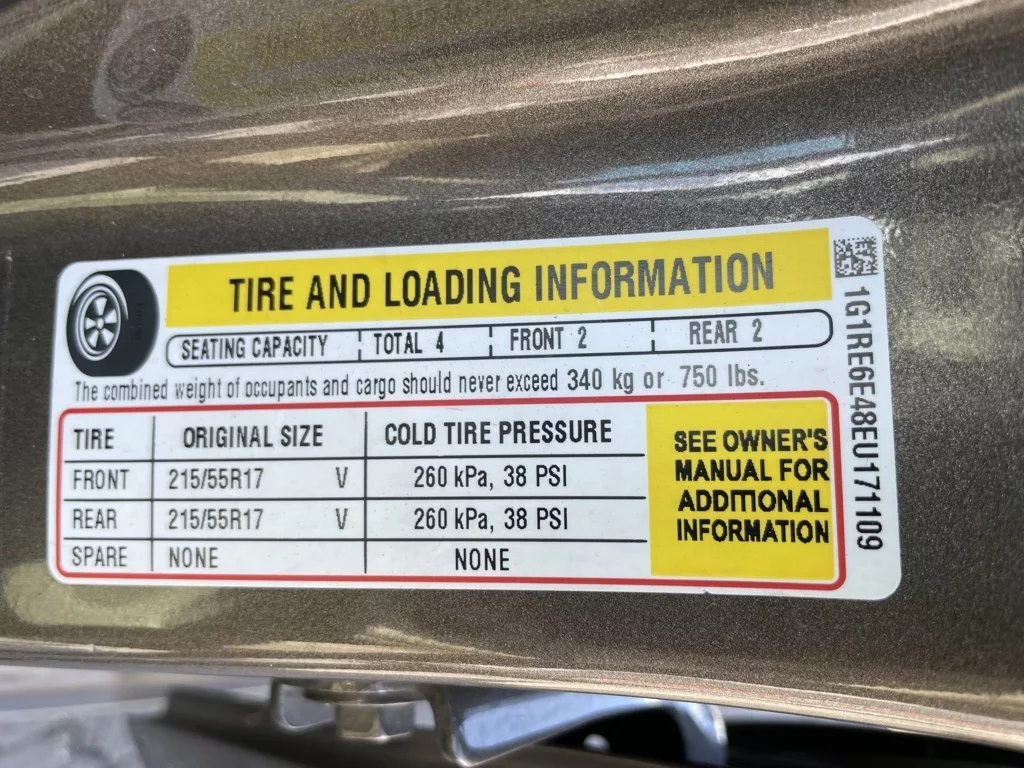 TIRE AND LOADING INFORMATION
SEATING CAPACITY TOTAL 4 FRONT 2 REAR 2
The combined weight of occupants and cargo should never exceed 340 kg or 750 lbs.
TIRE ORIGINAL SIZE COLD TIRE PRESSURE
FRONT 215/55R17 V 260 kPa, 38 PSI
REAR 215/55R17 V 260 kPa, 38 PSI
SPARE NONE NONE
SEE OWNER'S
MANUAL FOR
ADDITIONAL
INFORMATION
1G1RE6E48EU171109